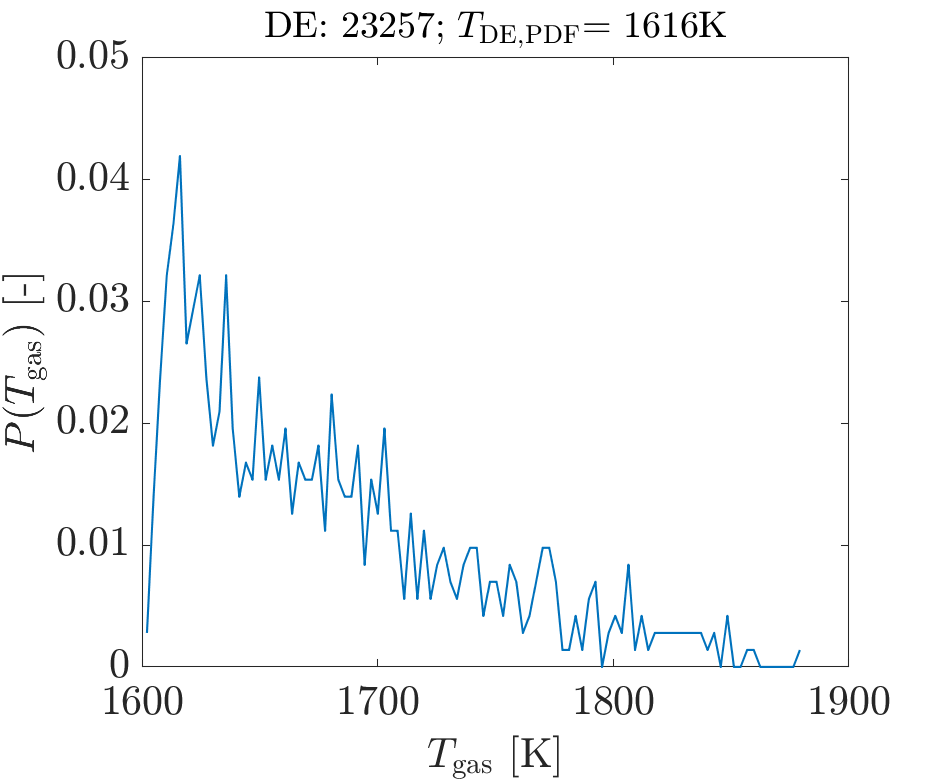 DE: 23257; T_DE,PDF= 1616K
0.05
0.04
0.03
0.02
0.01
0
P(T_gas) [-]
1600 1700 1800 1900
T_gas [K]